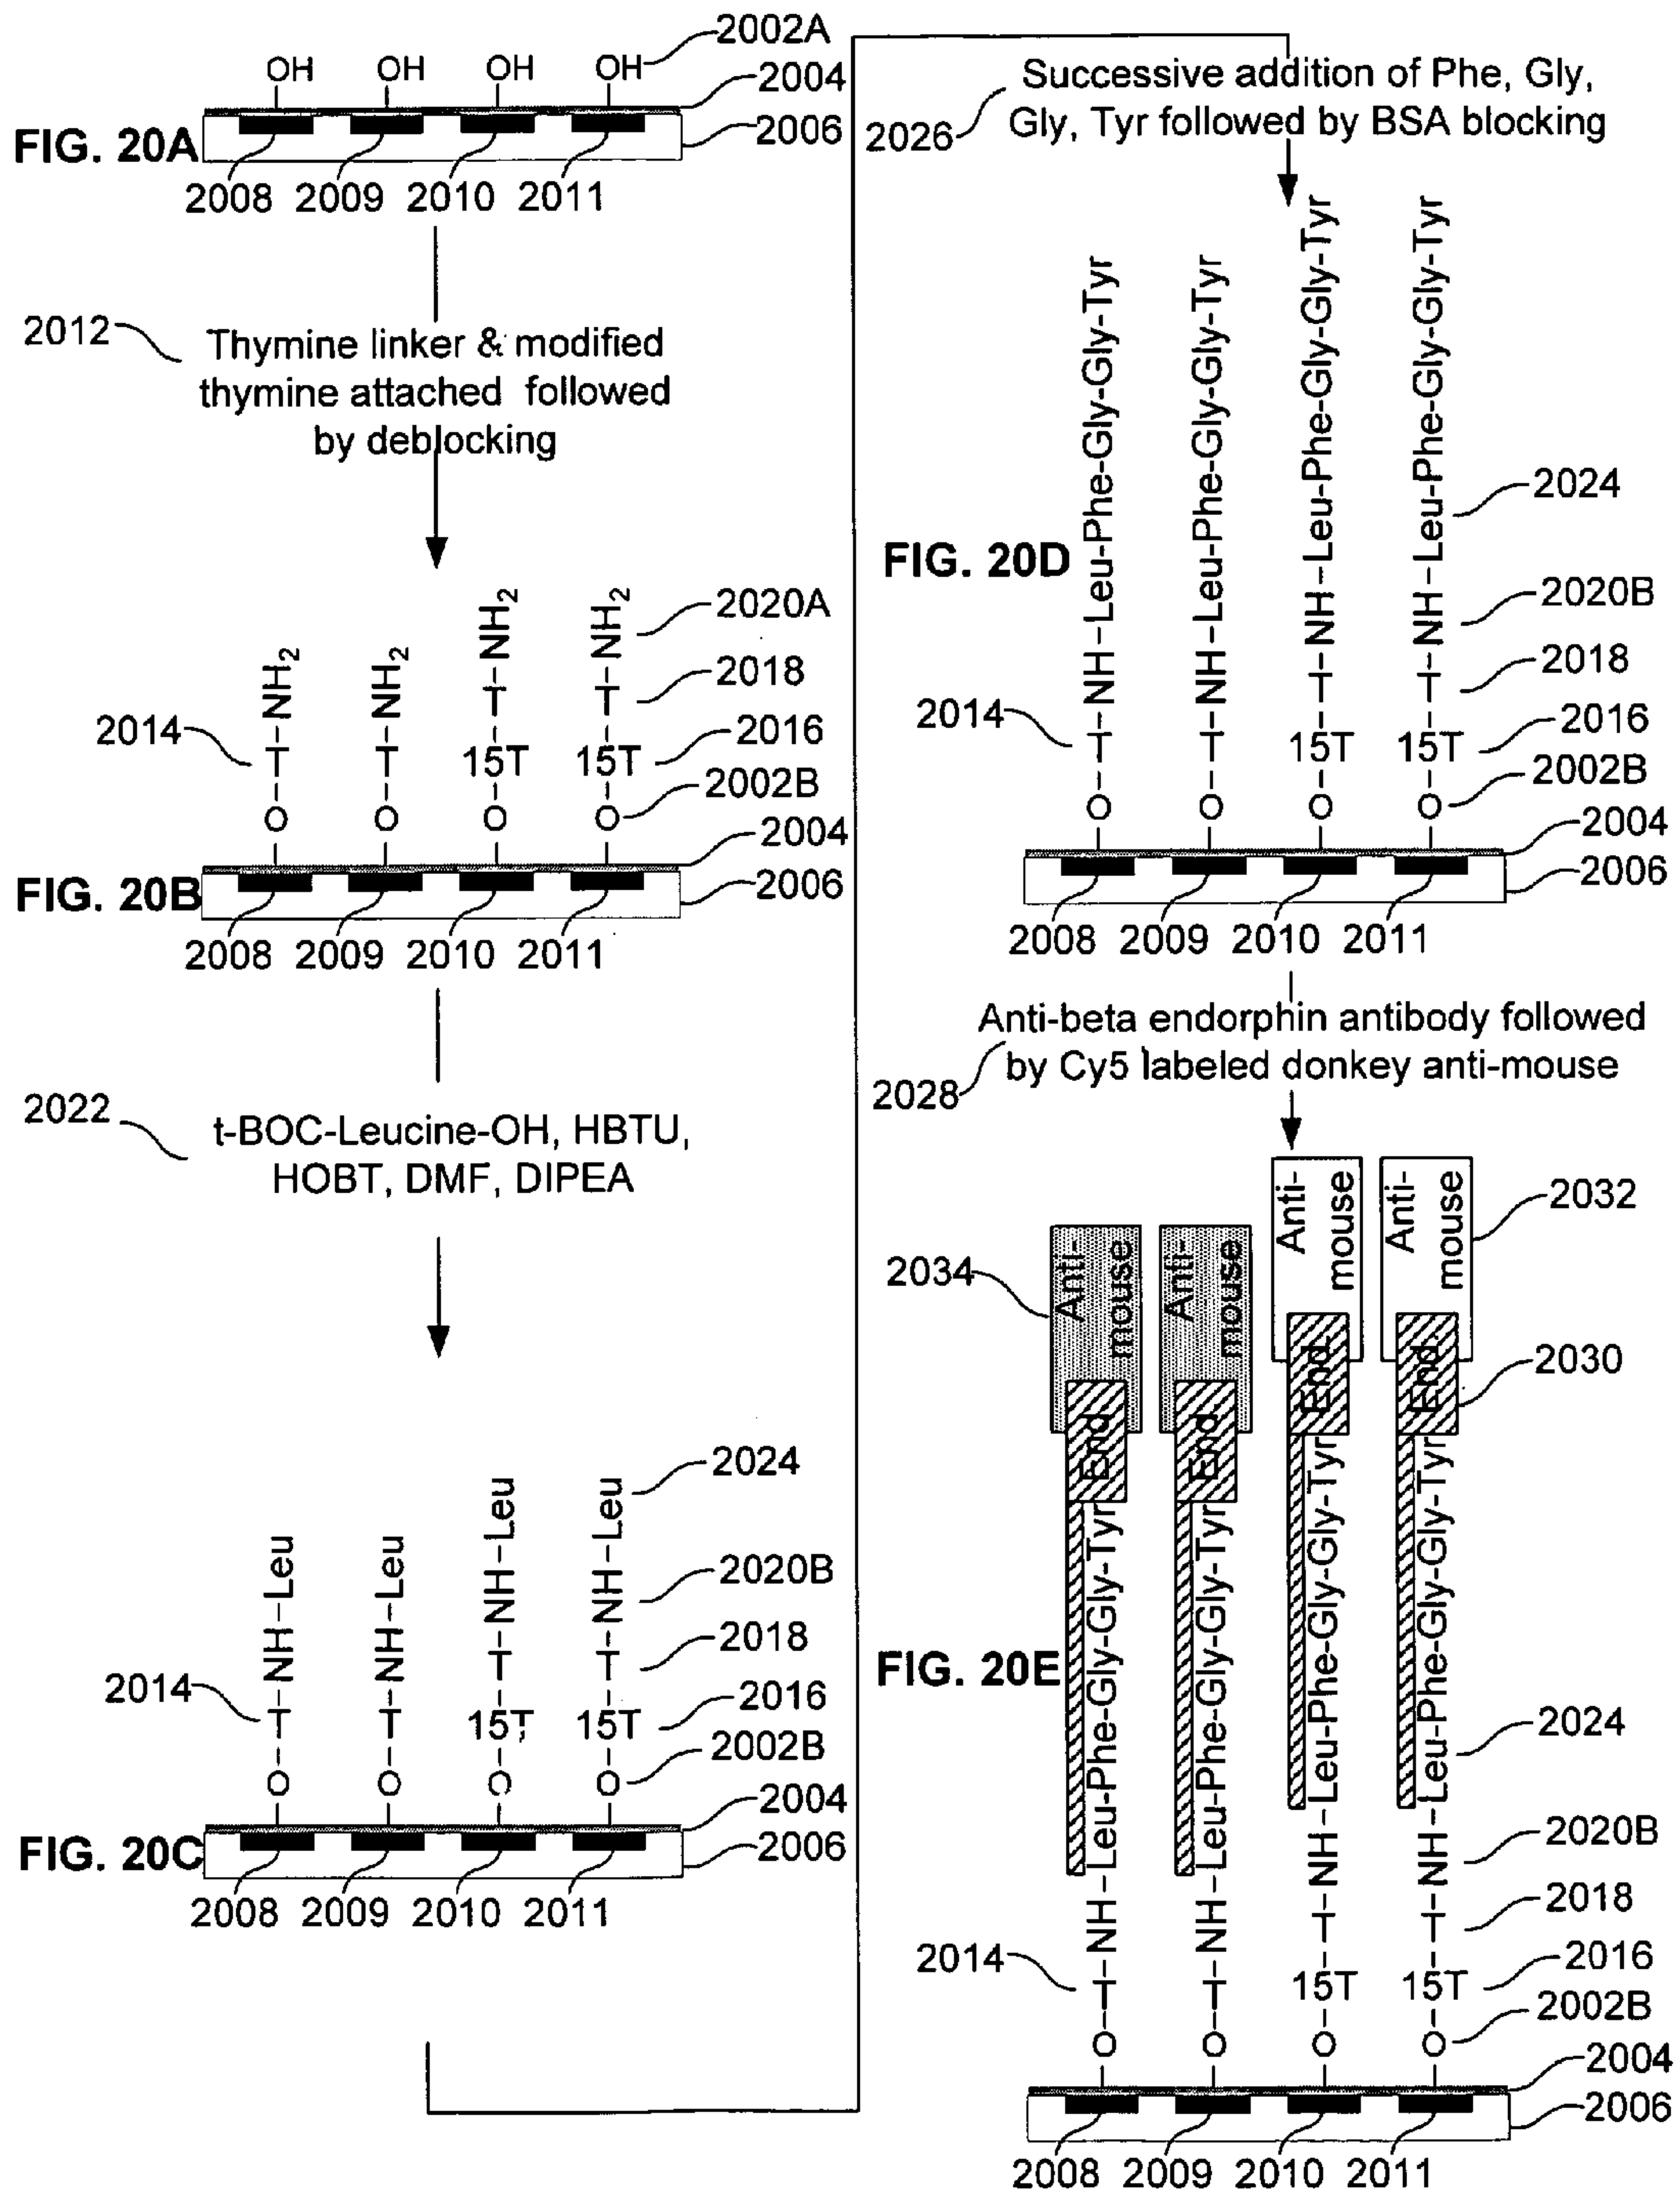 OH OH OH OH 2002A
2004
2006
FIG. 20A
2008 2009 2010 2011
2012
Thymine linker & modified
thymine attached followed
by deblocking
T–NH2 T–NH2 T–NH2 T–NH2 2020A
2018
2014
15T 15T 2016
O O O O 2002B
2004
FIG. 20B
2006
2008 2009 2010 2011
2022
t-BOC-Leucine-OH, HBTU,
HOBT, DMF, DIPEA
T–NH–Leu T–NH–Leu T–NH–Leu T–NH–Leu 2024
2020B
2018
2014
15T 15T 2016
O O O O 2002B
2004
FIG. 20C
2006
2008 2009 2010 2011
Successive addition of Phe, Gly,
2026
Gly, Tyr followed by BSA blocking
T–NH–Leu-Phe-Gly-Gly-Tyr T–NH–Leu-Phe-Gly-Gly-Tyr T–NH–Leu-Phe-Gly-Gly-Tyr T–NH–Leu-Phe-Gly-Gly-Tyr
2024
FIG. 20D
2020B
2018
2014
15T 15T 2016
O O O O 2002B
2004
2006
2008 2009 2010 2011
Anti-beta endorphin antibody followed
2028
by Cy5 labeled donkey anti-mouse
Anti- Anti- Anti- Anti-
mouse mouse mouse mouse
2032
2034
End End End End
2030
T–NH–Leu-Phe-Gly-Gly-Tyr T–NH–Leu-Phe-Gly-Gly-Tyr T–NH–Leu-Phe-Gly-Gly-Tyr T–NH–Leu-Phe-Gly-Gly-Tyr
FIG. 20E
2024
2020B
2018
2014
15T 15T 2016
O O O O 2002B
2004
2006
2008 2009 2010 2011